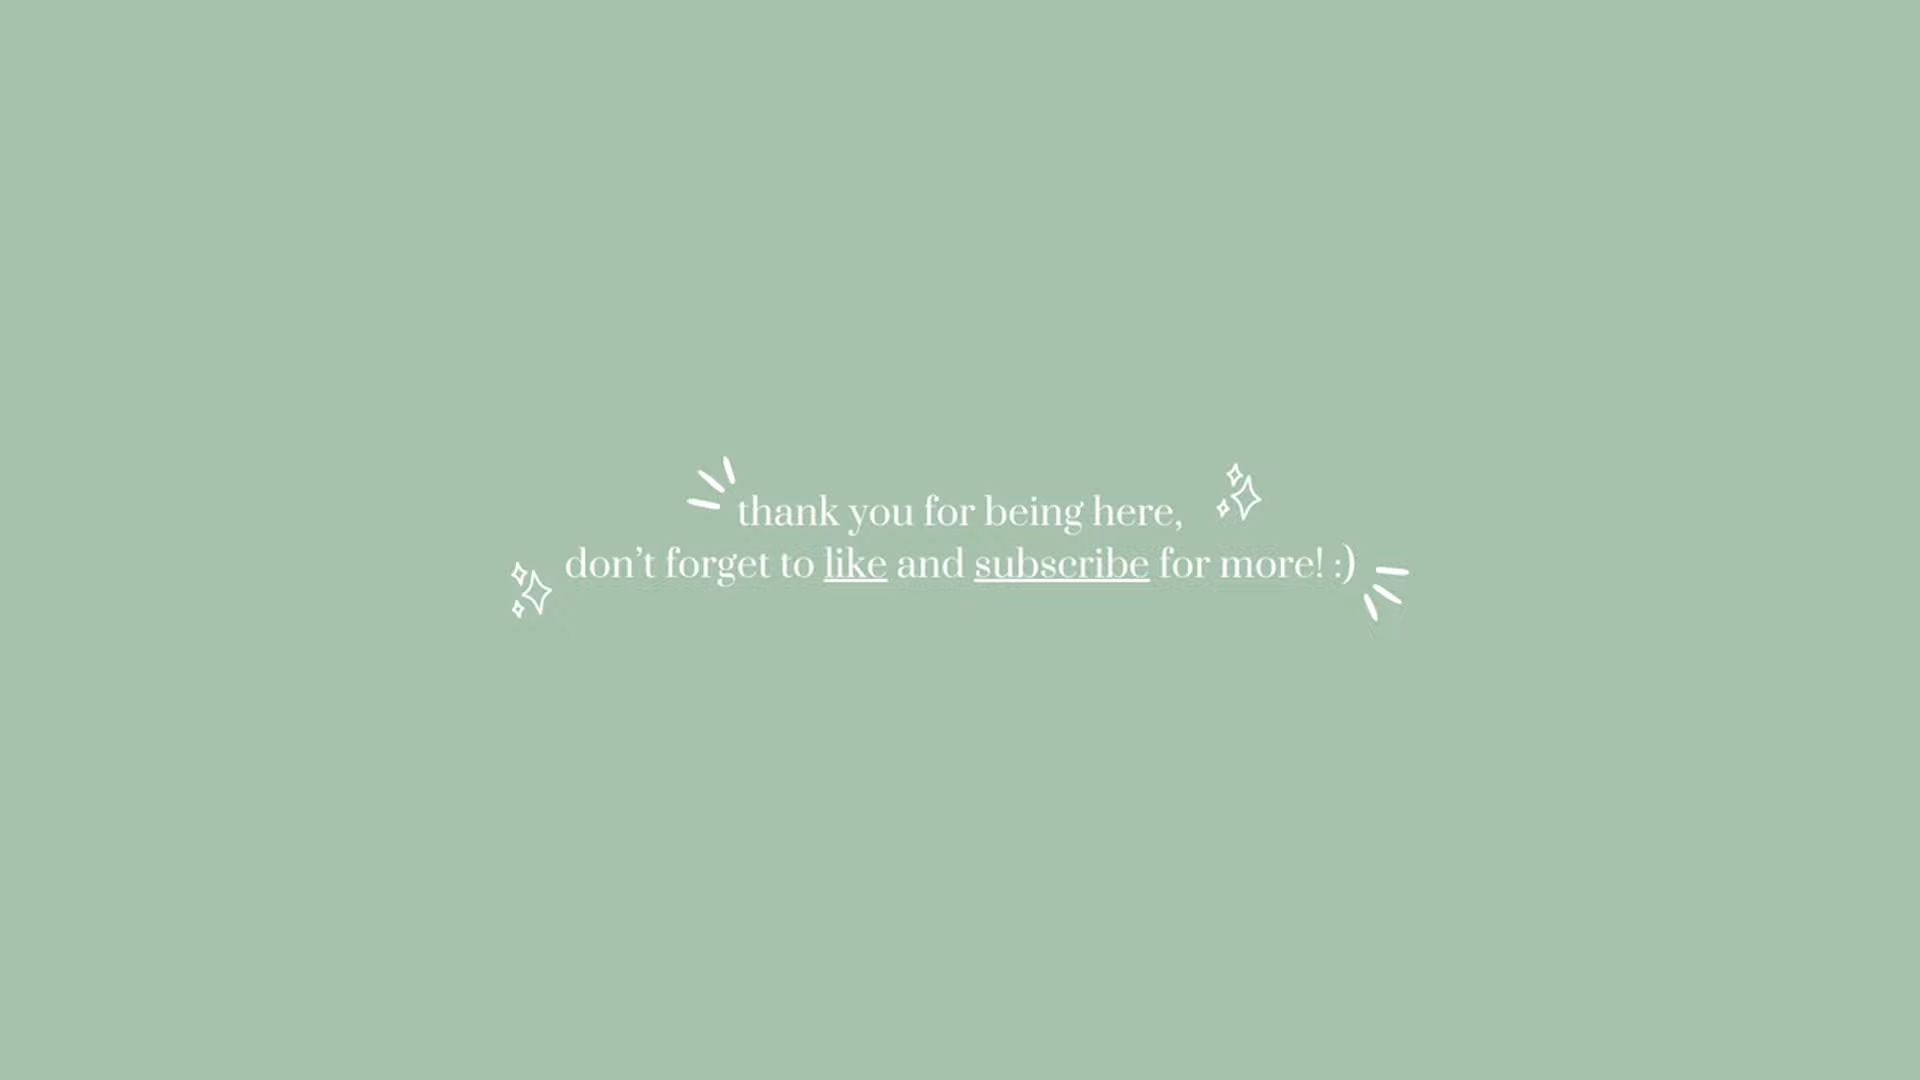 thank you for being here,
don’t forget to like and subscribe for more! :)